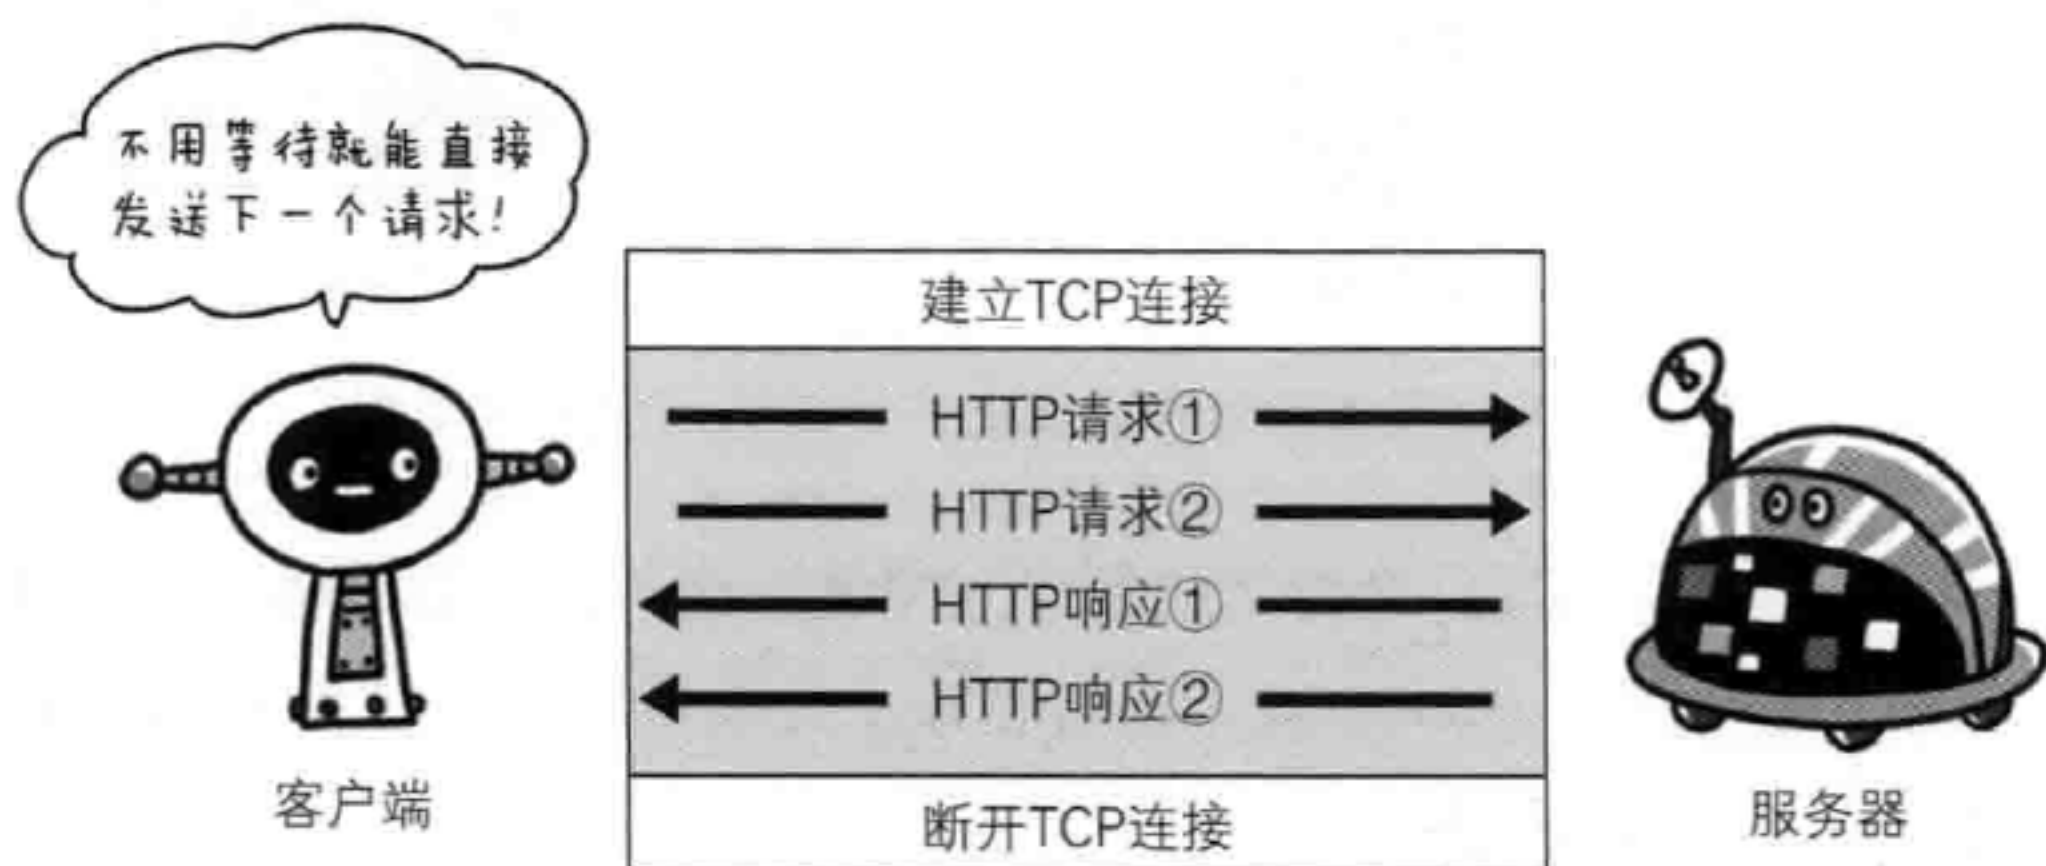 不用等待就能直接
发送下一个请求!
建立TCP连接
HTTP请求①
HTTP请求②
HTTP响应①
HTTP响应②
断开TCP连接
客户端
服务器